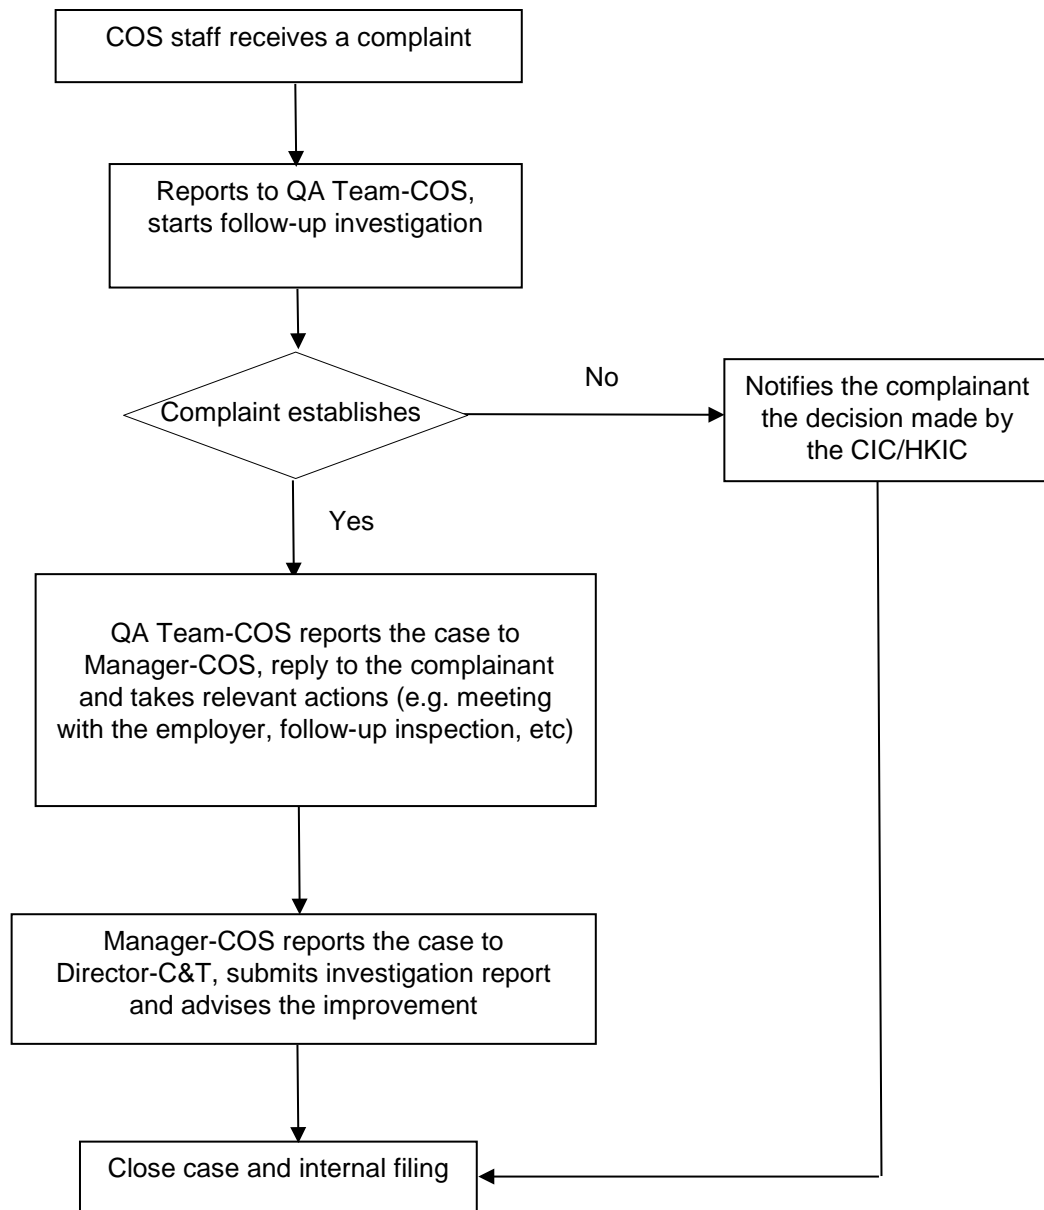 COS staff receives a complaint
Reports to QA Team-COS,
starts follow-up investigation
Complaint establishes
No
Notifies the complainant
the decision made by
the CIC/HKIC
Yes
QA Team-COS reports the case to
Manager-COS, reply to the complainant
and takes relevant actions (e.g. meeting
with the employer, follow-up inspection, etc)
Manager-COS reports the case to
Director-C&T, submits investigation report
and advises the improvement
Close case and internal filing